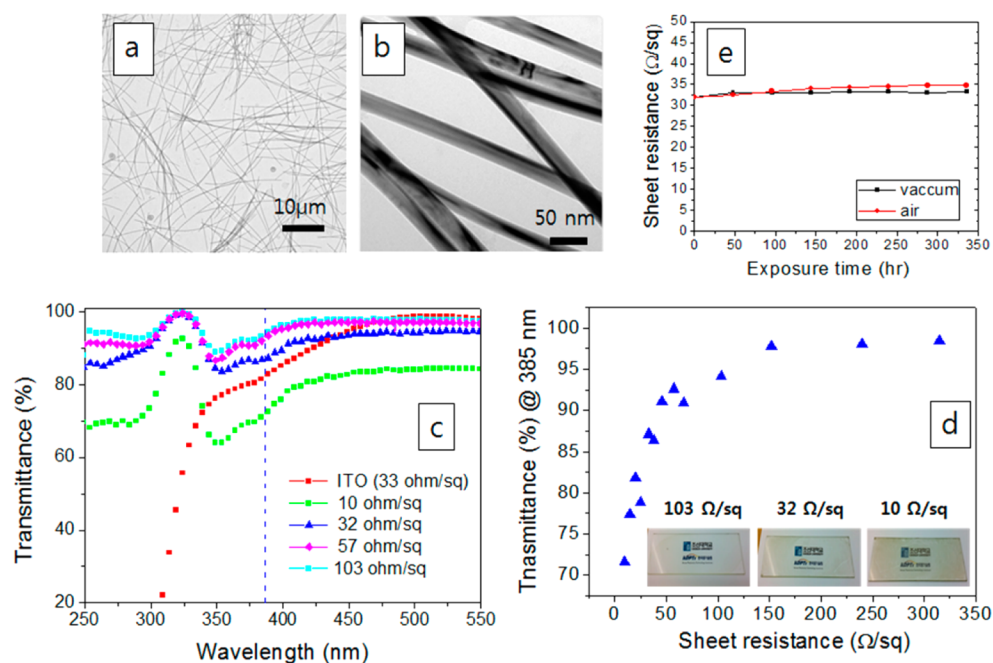 a
10μm
b
50 nm
e
Sheet resistance (Ω/sq)
50
45
40
35
30
25
20
15
10
5
0
vaccum
air
0 50 100 150 200 250 300 350
Exposure time (hr)
c
Transmittance (%)
100
80
60
40
20
ITO (33 ohm/sq)
10 ohm/sq
32 ohm/sq
57 ohm/sq
103 ohm/sq
250 300 350 400 450 500 550
Wavelength (nm)
d
Tnasmittance (%) @ 385 nm
100
95
90
85
80
75
70
103 Ω/sq 32 Ω/sq 10 Ω/sq
0 50 100 150 200 250 300 350
Sheet resistance (Ω/sq)